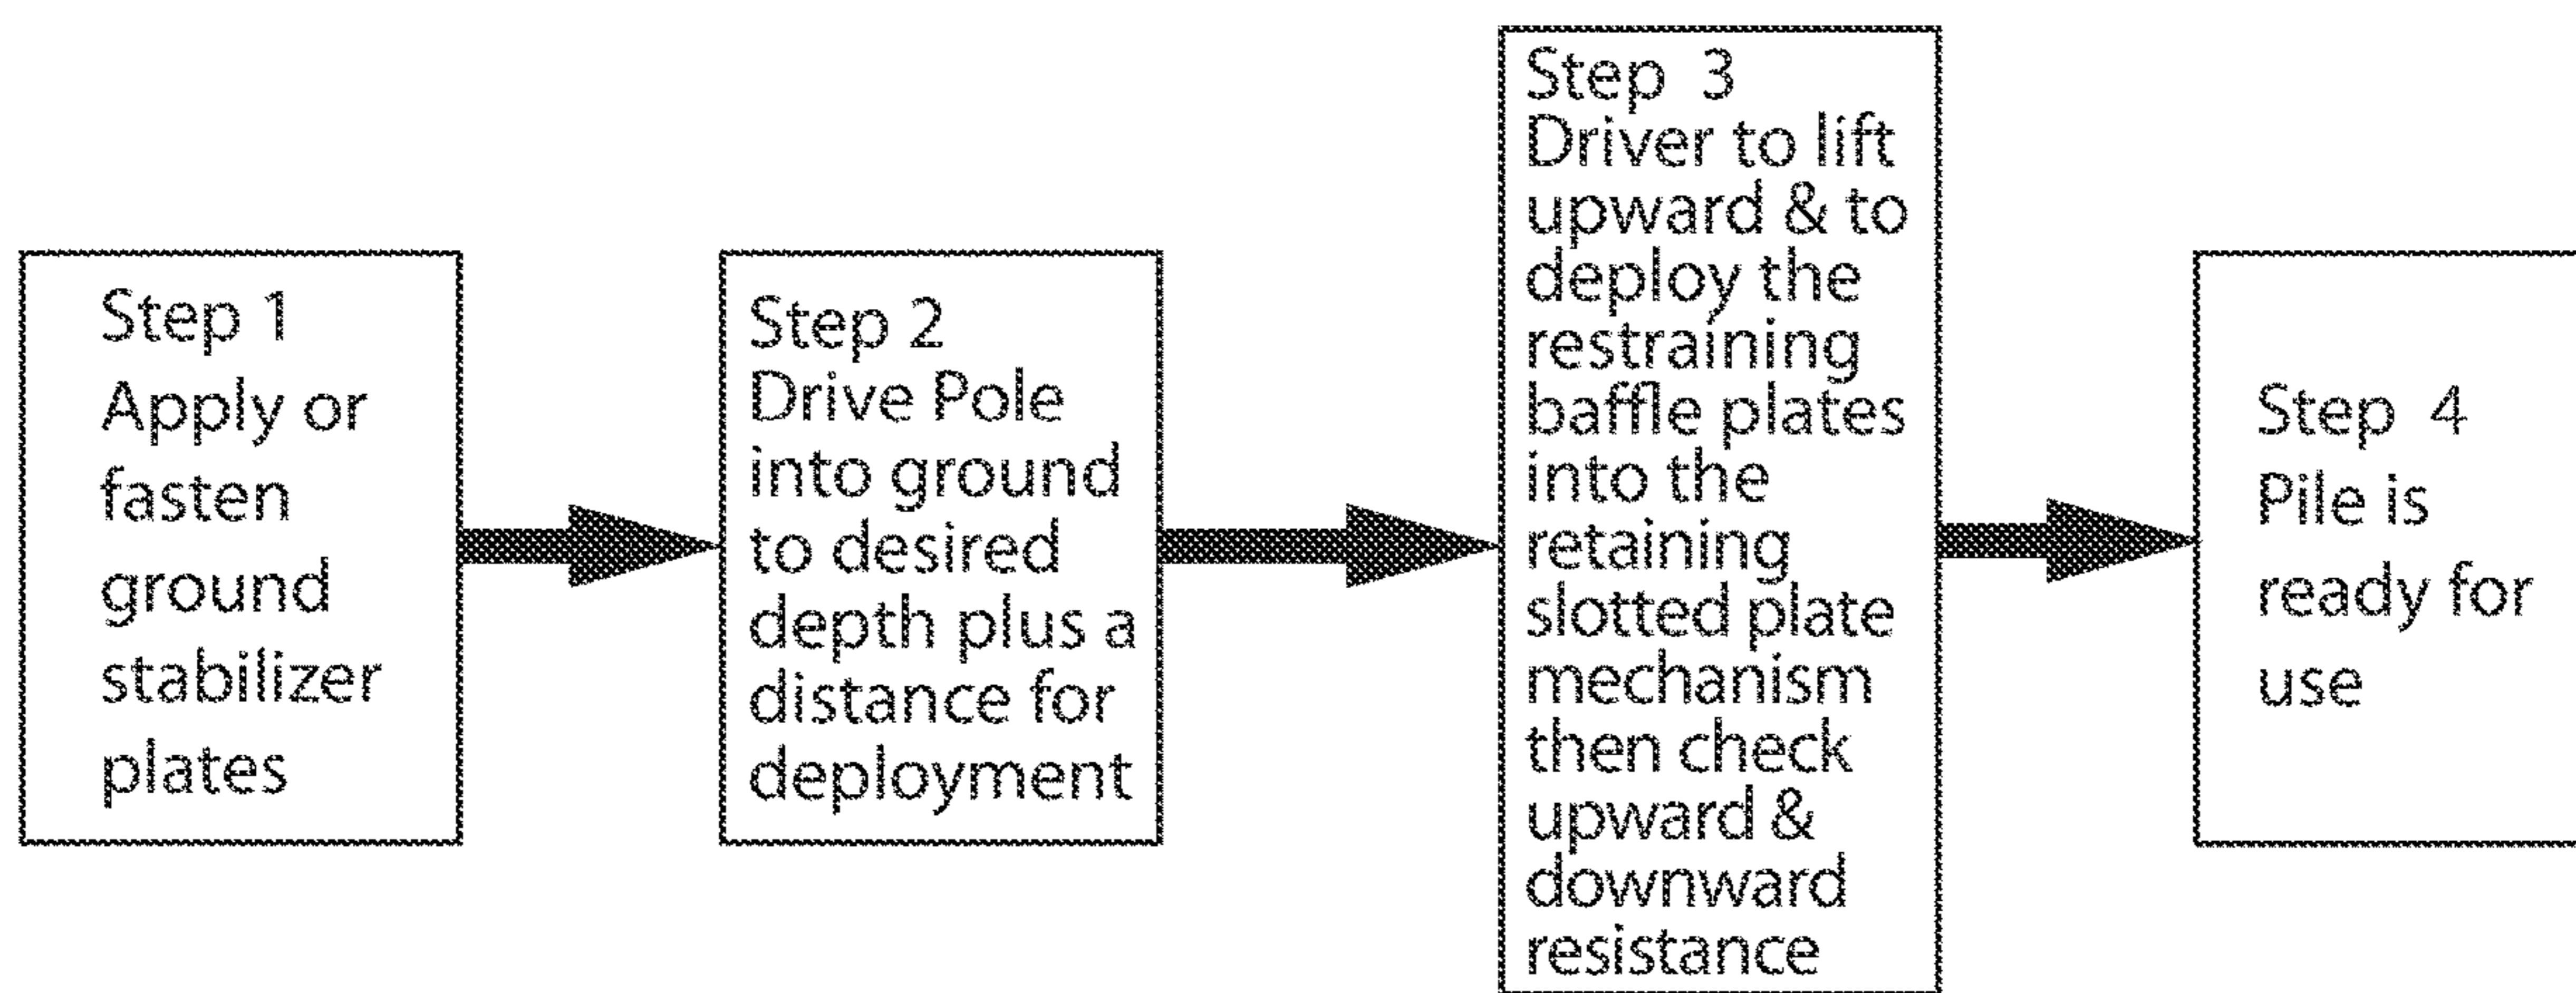 Step 1
Apply or
fasten
ground
stabilizer
plates
Step 2
Drive Pole
into ground
to desired
depth plus a
distance for
deployment
Step 3
Driver to lift
upward & to
deploy the
restraining
baffle plates
into the
retaining
slotted plate
mechanism
then check
upward &
downward
resistance
Step 4
Pile is
ready for
use